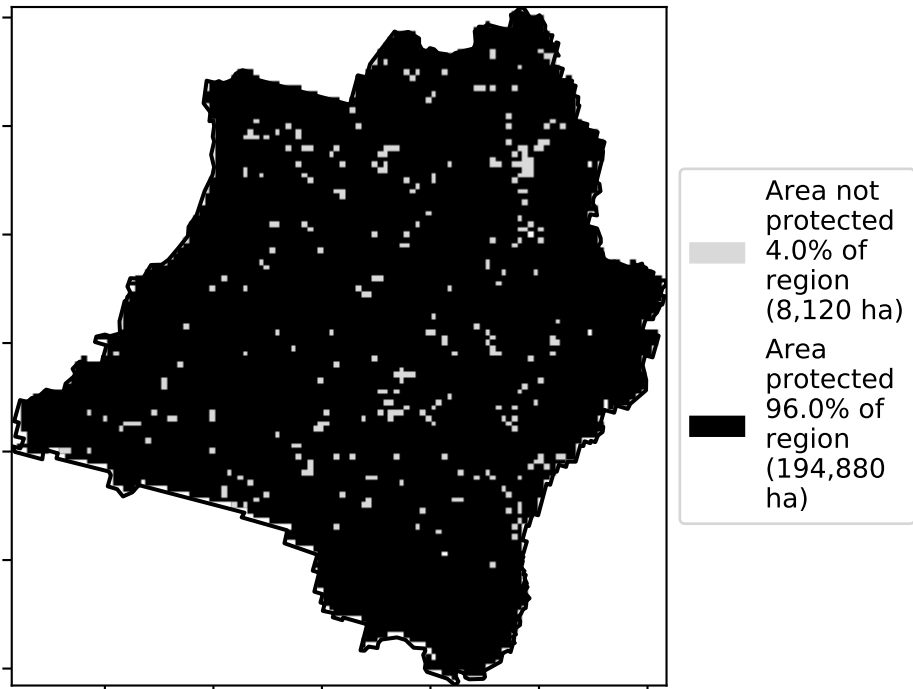 Area not
protected
4.0% of
region
(8,120 ha)
Area
protected
96.0% of
region
(194,880
ha)